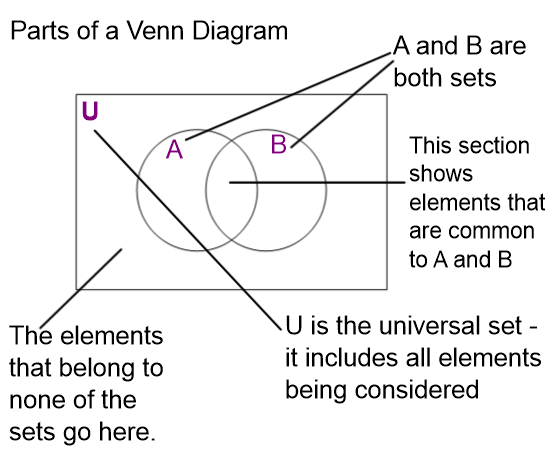 Parts of a Venn Diagram
A and B are
both sets
U
A
B
This section
shows
elements that
are common
to A and B
The elements
that belong to
none of the
sets go here.
U is the universal set -
it includes all elements
being considered